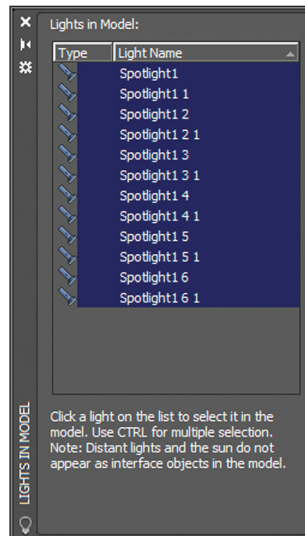 Lights in Model:
Type Light Name
Spotlight1
Spotlight1 1
Spotlight1 2
Spotlight1 2 1
Spotlight1 3
Spotlight1 3 1
Spotlight1 4
Spotlight1 4 1
Spotlight1 5
Spotlight1 5 1
Spotlight1 6
Spotlight1 6 1
Click a light on the list to select it in the
model. Use CTRL for multiple selection.
Note: Distant lights and the sun do not
appear as interface objects in the model.
LIGHTS IN MODEL